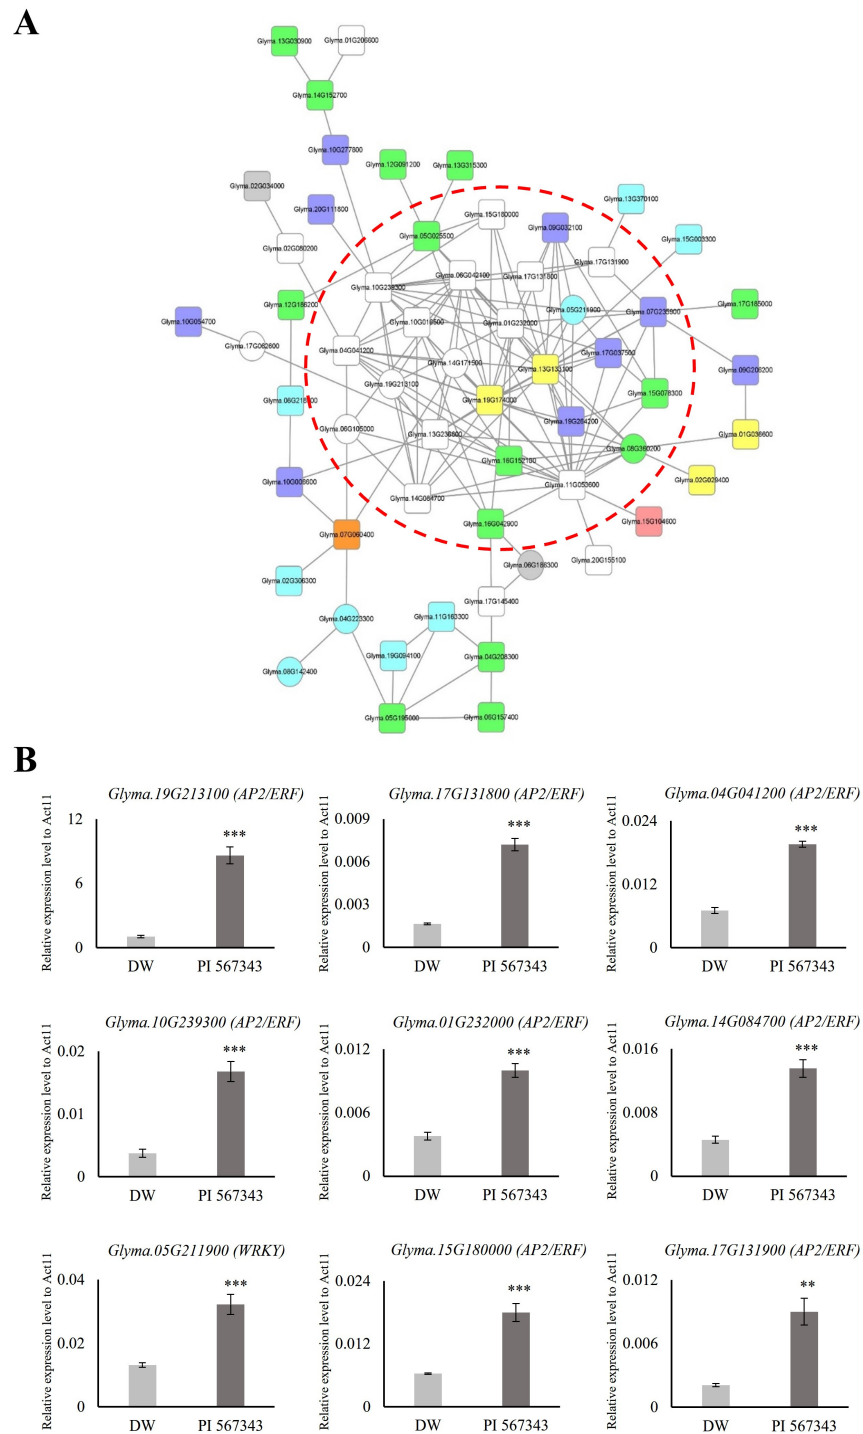 A
Glyma.13G030900
Glyma.01G206600
Glyma.14G152700
Glyma.10G277800
Glyma.12G091200
Glyma.13G315300
Glyma.02G034000
Glyma.20G111800
Glyma.13G370100
Glyma.15G180000
Glyma.09G032100
Glyma.05G025500
Glyma.15G003300
Glyma.02G080200
Glyma.17G131900
Glyma.06G042100
Glyma.17G131800
Glyma.10G239300
Glyma.12G186200
Glyma.17G185000
Glyma.05G211900
Glyma.07G235900
Glyma.10G054700
Glyma.10G016500
Glyma.01G232000
Glyma.17G062600
Glyma.04G041200
Glyma.17G037500
Glyma.14G171500
Glyma.13G133100
Glyma.09G206200
Glyma.19G213100
Glyma.15G078300
Glyma.19G174000
Glyma.19G264200
Glyma.06G105000
Glyma.13G236600
Glyma.01G036600
Glyma.08G360200
Glyma.16G152100
Glyma.02G029400
Glyma.10G006600
Glyma.11G053600
Glyma.14G084700
Glyma.15G104600
Glyma.16G042900
Glyma.07G060400
Glyma.20G155100
Glyma.06G186300
Glyma.02G306300
Glyma.17G145400
Glyma.11G163300
Glyma.04G223300
Glyma.19G094100
Glyma.04G208300
Glyma.08G142400
Glyma.05G195000
Glyma.06G157400
B
Glyma.19G213100 (AP2/ERF)
Relative expression level to Act11
12
6
0
***
DW
PI 567343
Glyma.17G131800 (AP2/ERF)
Relative expression level to Act11
0.009
0.006
0.003
0
***
DW
PI 567343
Glyma.04G041200 (AP2/ERF)
Relative expression level to Act11
0.024
0.012
0
***
DW
PI 567343
Glyma.10G239300 (AP2/ERF)
Relative expression level to Act11
0.02
0.01
0
***
DW
PI 567343
Glyma.01G232000 (AP2/ERF)
Relative expression level to Act11
0.012
0.006
0
***
DW
PI 567343
Glyma.14G084700 (AP2/ERF)
Relative expression level to Act11
0.016
0.008
0
***
DW
PI 567343
Glyma.05G211900 (WRKY)
Relative expression level to Act11
0.04
0.02
0
***
DW
PI 567343
Glyma.15G180000 (AP2/ERF)
Relative expression level to Act11
0.024
0.012
0
***
DW
PI 567343
Glyma.17G131900 (AP2/ERF)
Relative expression level to Act11
0.012
0.006
0
**
DW
PI 567343